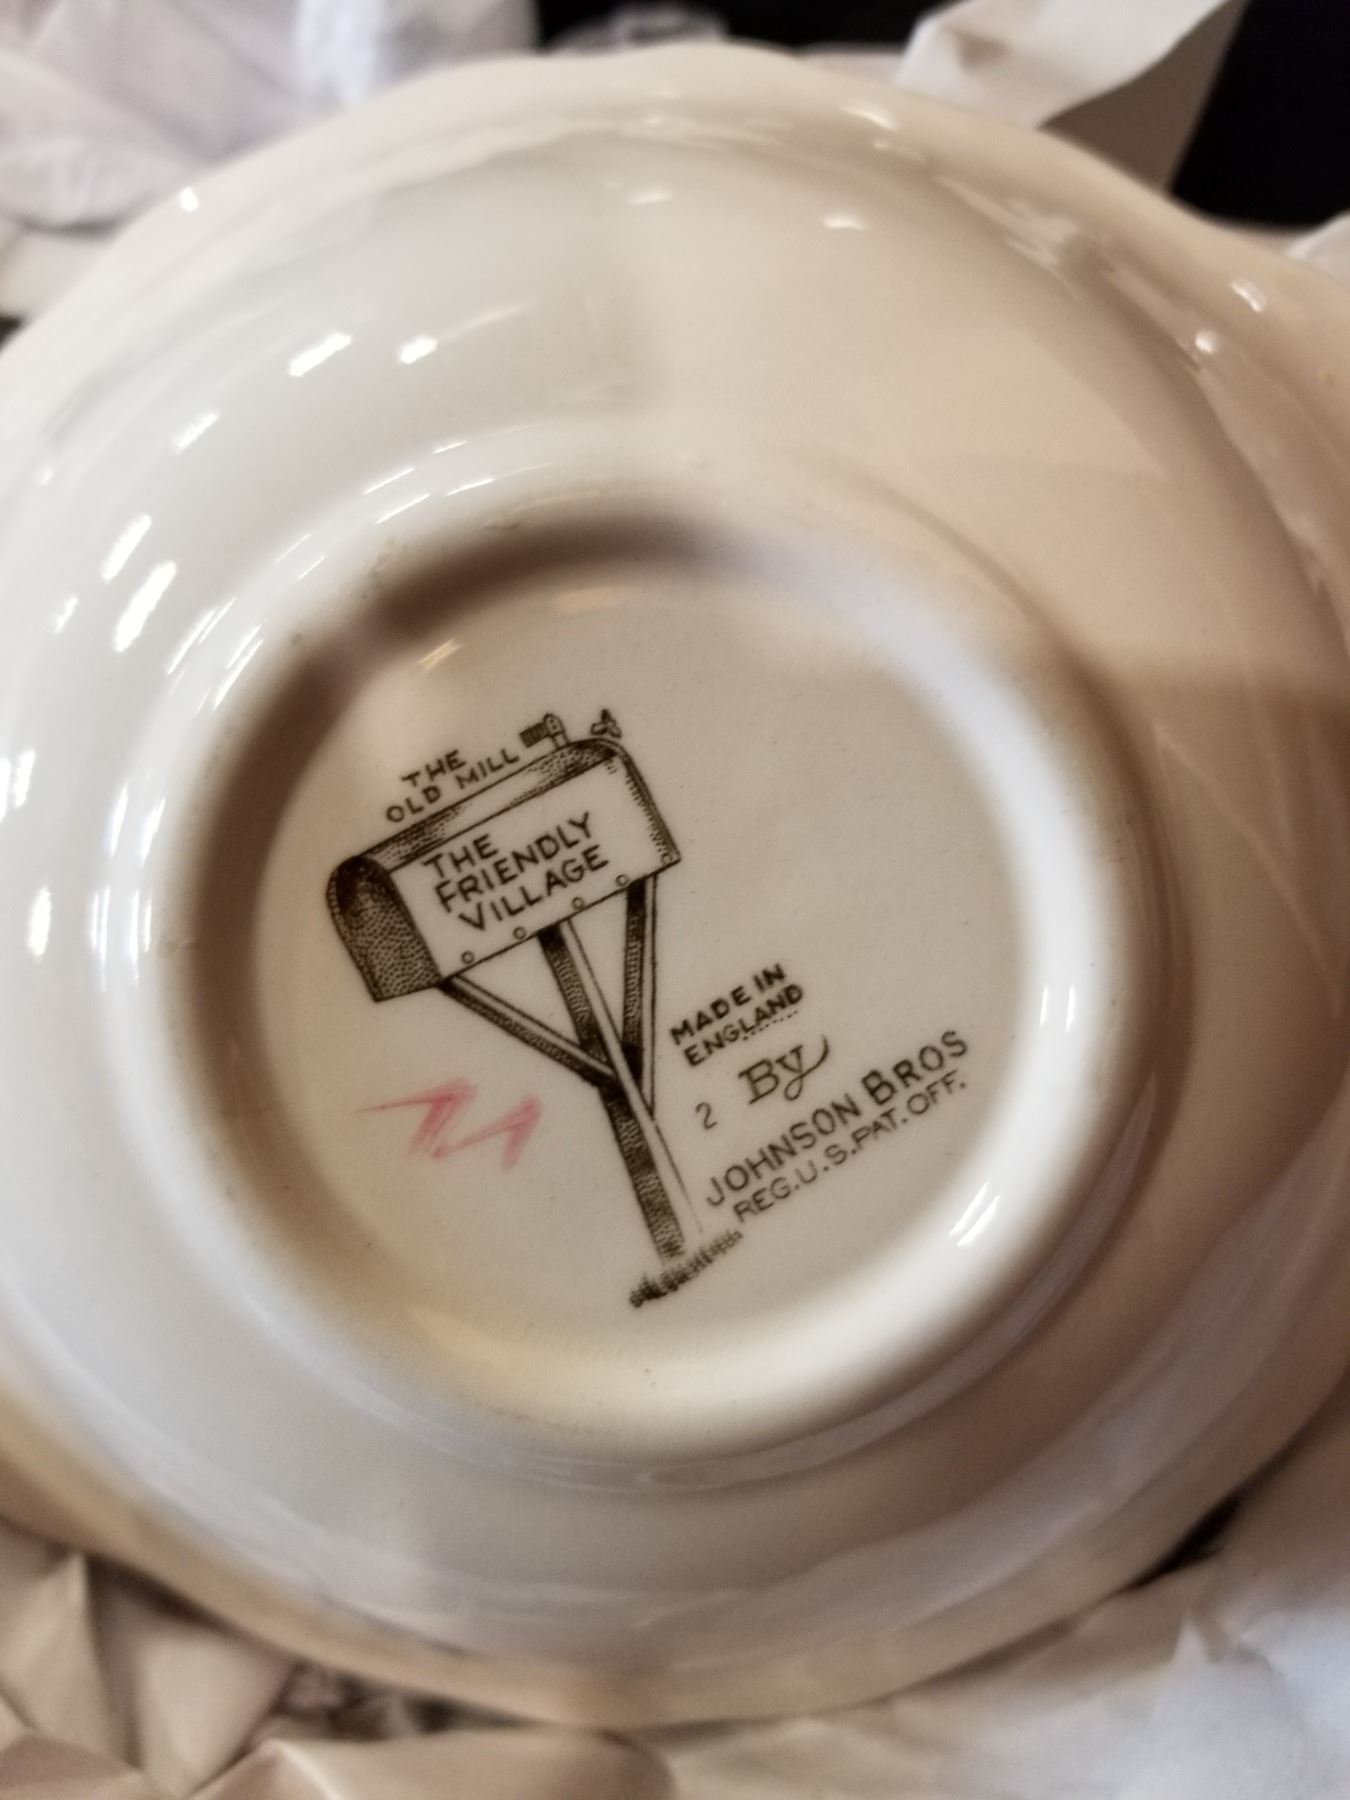 THE
OLD MILL
THE
FRIENDLY
VILLAGE
MADE IN
ENGLAND
2 By
JOHNSON BROS
REG.U.S.PAT.OFF.